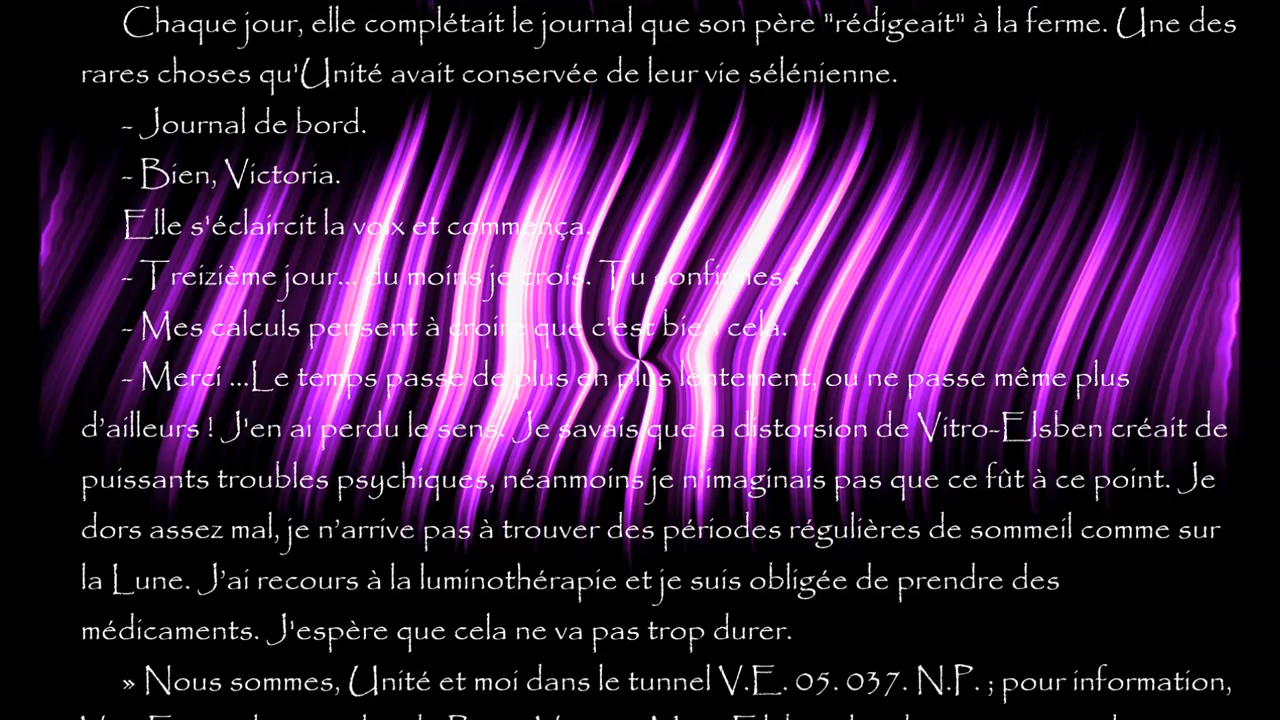 Chaque jour, elle complétait le journal que son père "rédigeait" à la ferme. Une des
rares choses qu'Unité avait conservée de leur vie sélénienne.
- Journal de bord.
- Bien, Victoria.
Elle s'éclaircit la voix et commença.
- Treizième jour... du moins je crois. Tu confirmes ?
- Mes calculs pensent à croire que c'est bien cela.
- Merci ...Le temps passe de plus en plus lentement, ou ne passe même plus
d'ailleurs ! J'en ai perdu le sens. Je savais que la distorsion de Vitro-Elsben créait de
puissants troubles psychiques, néanmoins je n'imaginais pas que ce fût à ce point. Je
dors assez mal, je n'arrive pas à trouver des périodes régulières de sommeil comme sur
la Lune. J'ai recours à la luminothérapie et je suis obligée de prendre des
médicaments. J'espère que cela ne va pas trop durer.
» Nous sommes, Unité et moi dans le tunnel V.E. 05. 037. N.P. ; pour information,